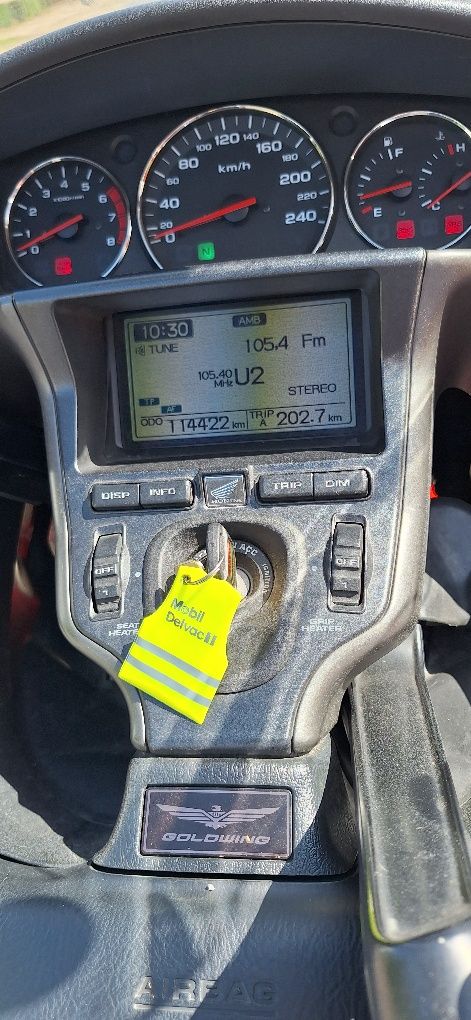 120
100 140
80 160
60 km/h 180
40 200
20 220
0 240
4 5
3 6
2 7
1 x1000r/min
0 8
F H
E C
N
10:30 AMB
TUNE 105.4 Fm
105.40
MHz U2
STEREO
TP
AF
ODO 114422 km TRIP A 202.7 km
DISP INFO TRIP DIM
ACC
OFF OFF
SEAT HEATER GRIP HEATER
Mobil
Delvac
GOLDWING
AIRBAG